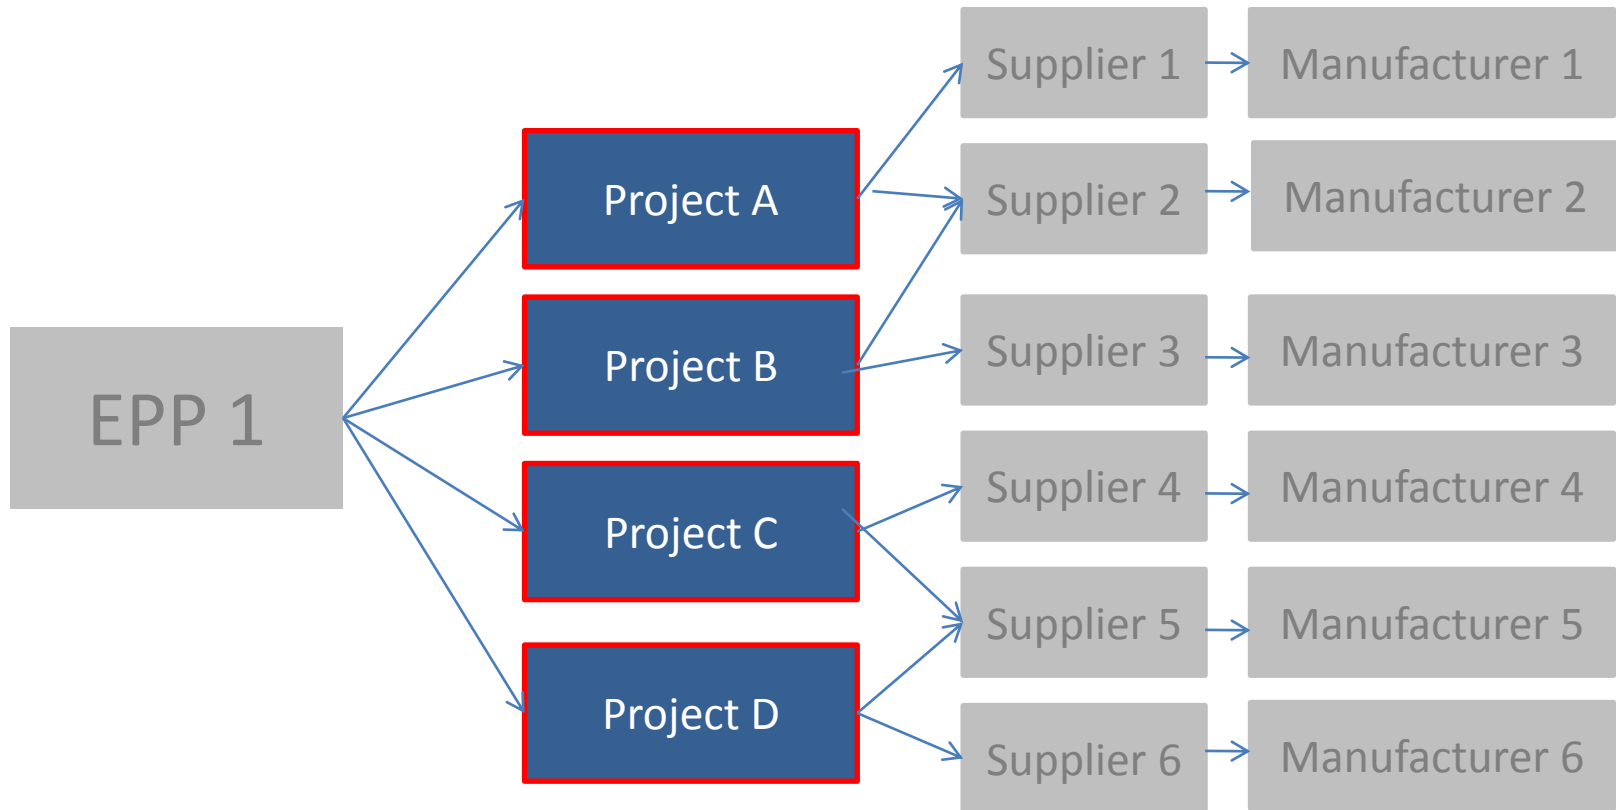 EPP 1
Project A
Project B
Project C
Project D
Supplier 1
Manufacturer 1
Supplier 2
Manufacturer 2
Supplier 3
Manufacturer 3
Supplier 4
Manufacturer 4
Supplier 5
Manufacturer 5
Supplier 6
Manufacturer 6